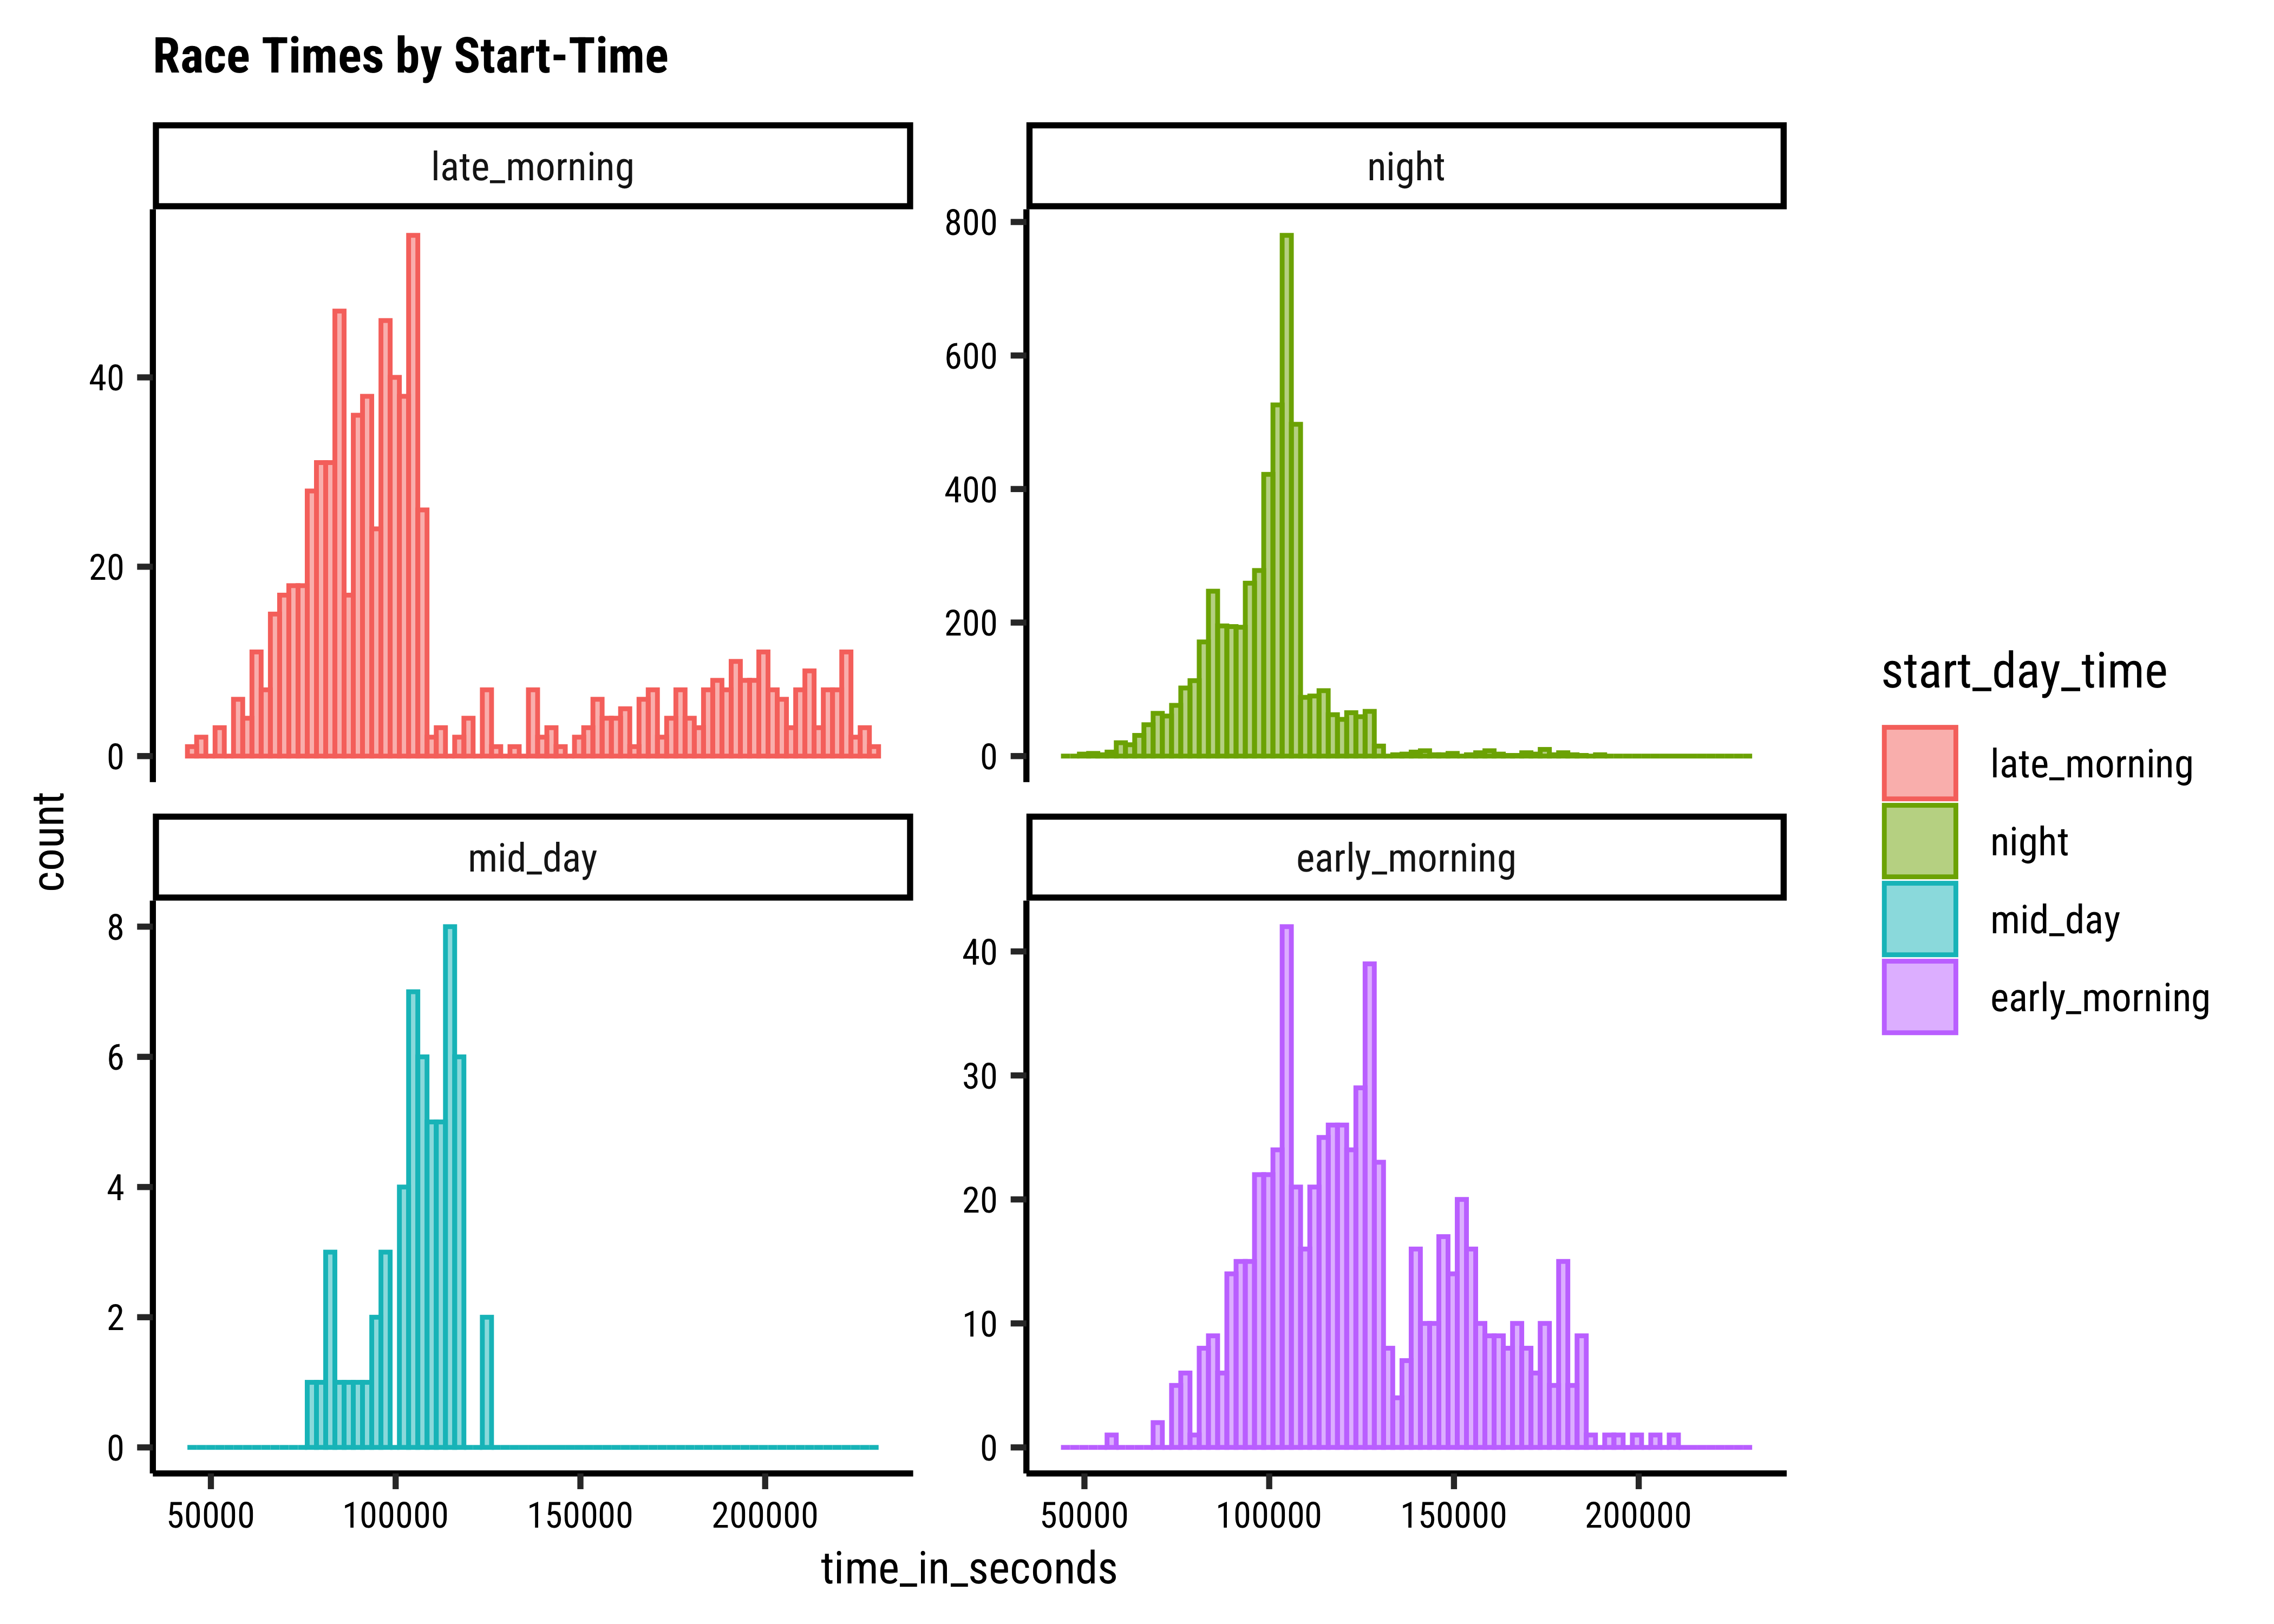 Race Times by Start-Time
late_morning
night
0
20
40
0
200
400
600
800
mid_day
early_morning
0
2
4
6
8
0
10
20
30
40
50000 100000 150000 200000
50000 100000 150000 200000
time_in_seconds
count
start_day_time
late_morning
night
mid_day
early_morning